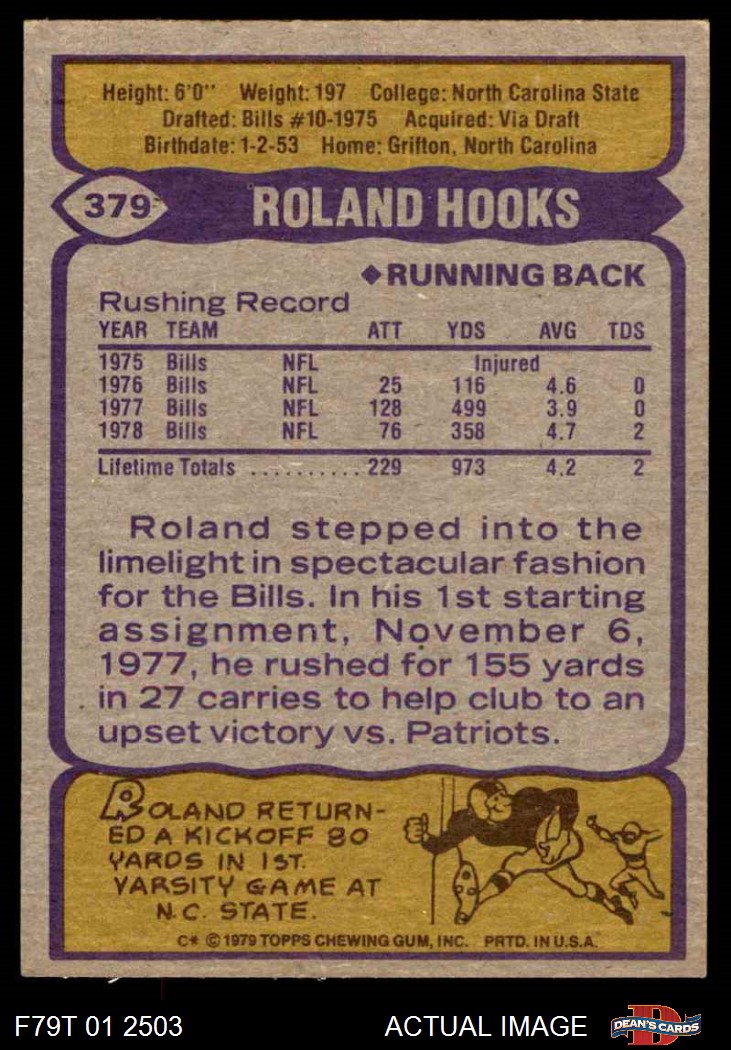 Height: 6'0" Weight: 197 College: North Carolina State
Drafted: Bills #10-1975 Acquired: Via Draft
Birthdate: 1-2-53 Home: Grifton, North Carolina
379 ROLAND HOOKS
◆RUNNING BACK
Rushing Record
YEAR TEAM ATT YDS AVG TDS
1975 Bills NFL Injured
1976 Bills NFL 25 116 4.6 0
1977 Bills NFL 128 499 3.9 0
1978 Bills NFL 76 358 4.7 2
Lifetime Totals .......... 229 973 4.2 2
Roland stepped into the
limelight in spectacular fashion
for the Bills. In his 1st starting
assignment, November 6,
1977, he rushed for 155 yards
in 27 carries to help club to an
upset victory vs. Patriots.
ROLAND RETURN-
ED A KICKOFF 80
YARDS IN 1ST.
VARSITY GAME AT
N.C. STATE.
C* © 1979 TOPPS CHEWING GUM, INC. PRTD. IN U.S.A.
F79T 01 2503 ACTUAL IMAGE D DEAN'S CARDS